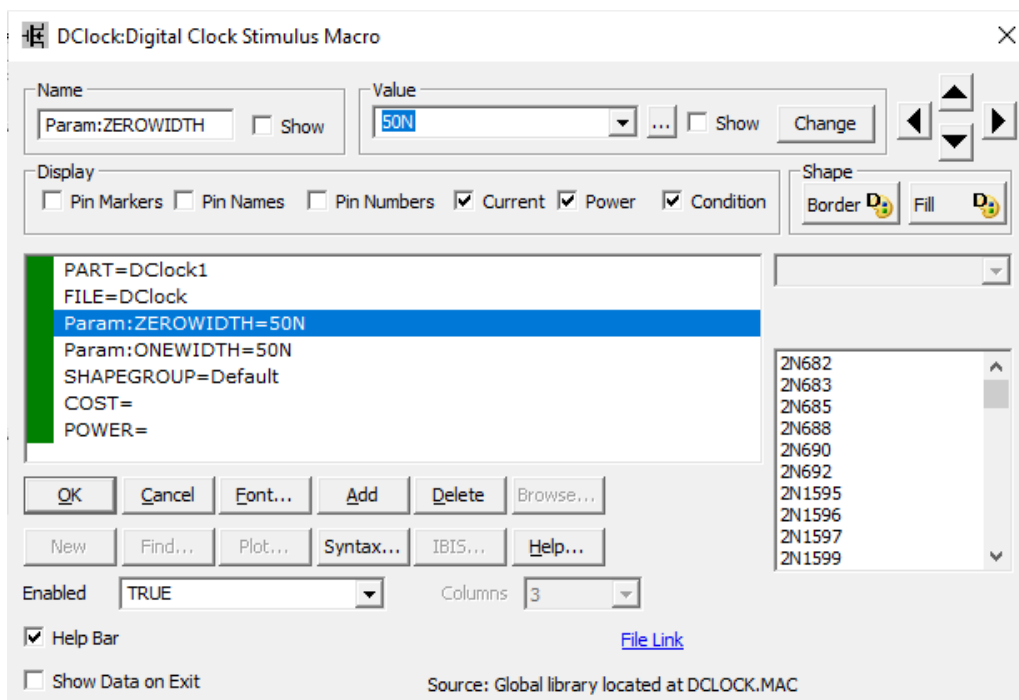 DClock:Digital Clock Stimulus Macro
Name
Value
Param:ZEROWIDTH
Show
50N
...
Show
Change
Display
Pin Markers
Pin Names
Pin Numbers
Current
Power
Condition
Shape
Border
Fill
PART=DClock1
FILE=DClock
Param:ZEROWIDTH=50N
Param:ONEWIDTH=50N
SHAPEGROUP=Default
COST=
POWER=
2N682
2N683
2N685
2N688
2N690
2N692
2N1595
2N1596
2N1597
2N1599
OK
Cancel
Font...
Add
Delete
Browse...
New
Find...
Plot...
Syntax...
IBIS...
Help...
Enabled
TRUE
Columns
3
Help Bar
File Link
Show Data on Exit
Source: Global library located at DCLOCK.MAC